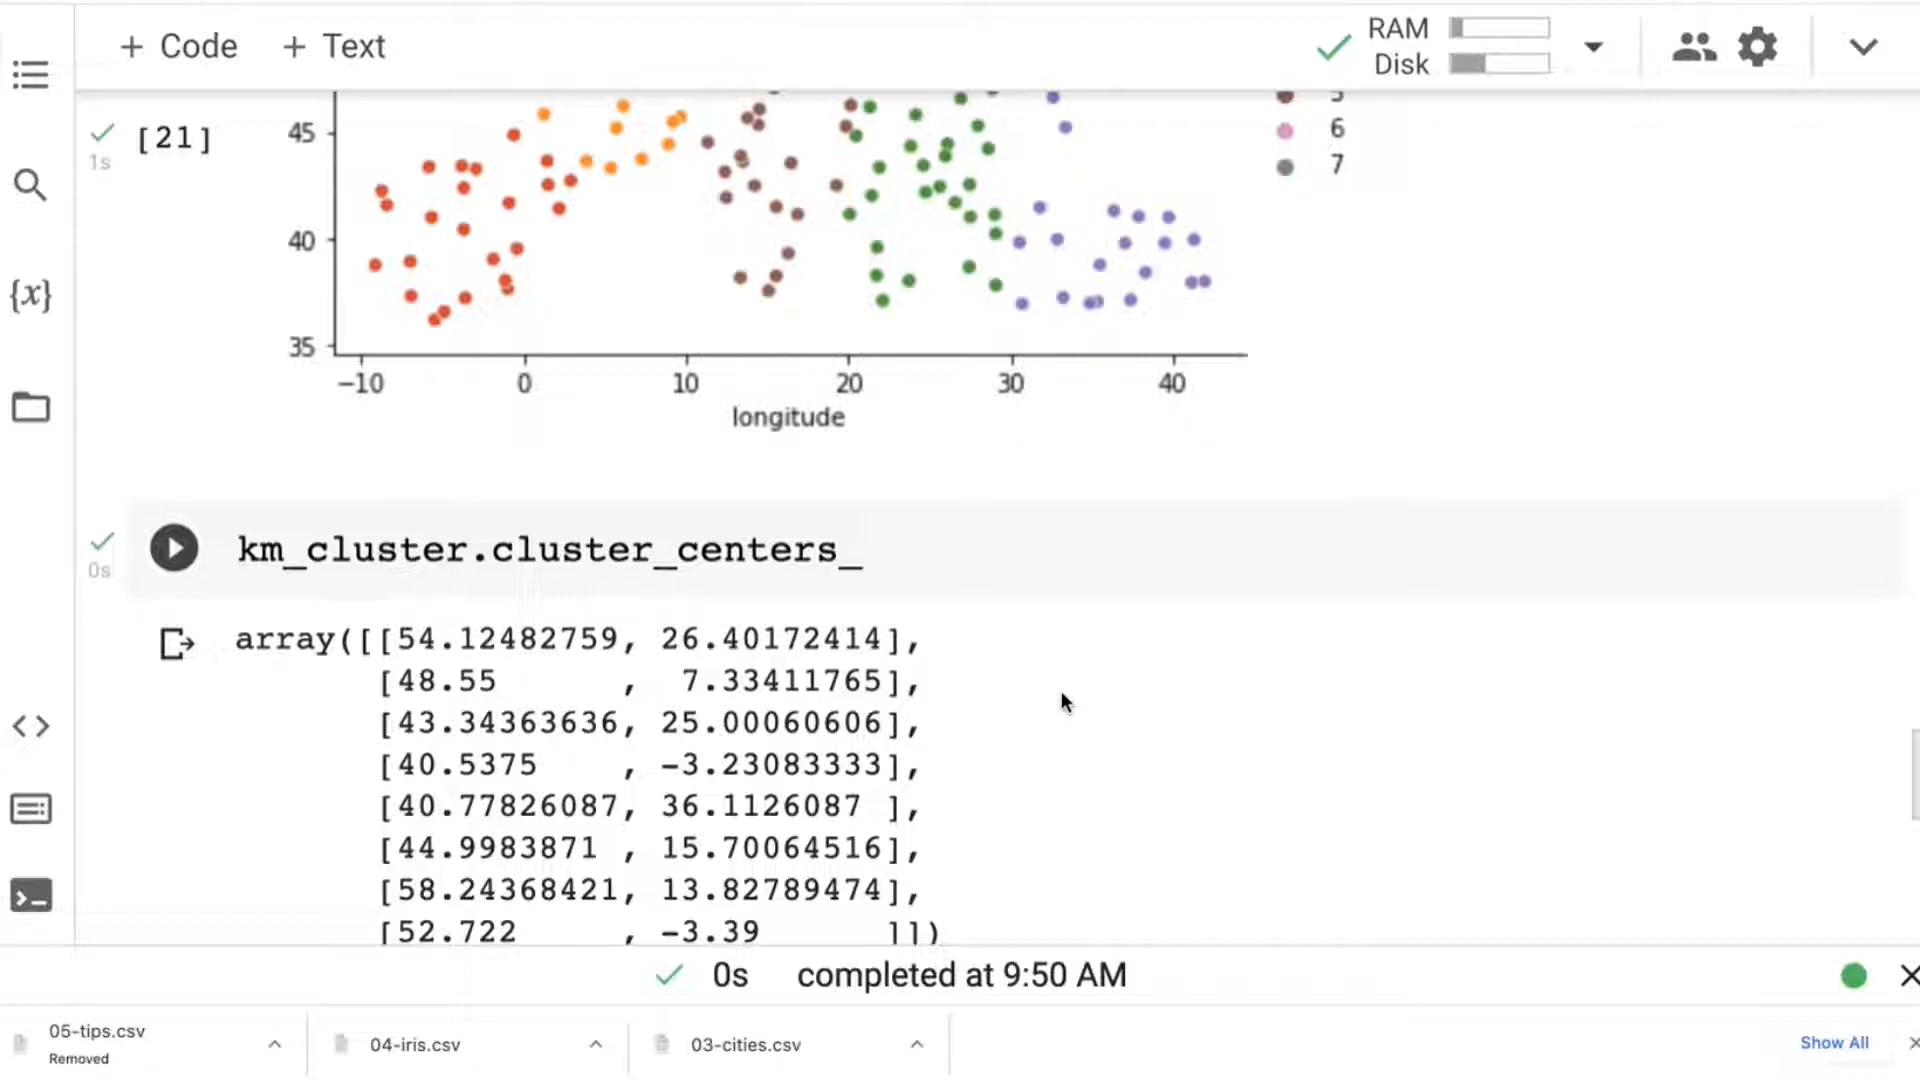 + Code + Text
RAM
Disk
[21]
1s
45
40
35
−10 0 10 20 30 40
longitude
6
7
{x}
0s
km_cluster.cluster_centers_
array([[54.12482759, 26.40172414],
[48.55 , 7.33411765],
[43.34363636, 25.00060606],
[40.5375 , -3.23083333],
[40.77826087, 36.1126087 ],
[44.9983871 , 15.70064516],
[58.24368421, 13.82789474],
[52.722 , -3.39 ]])
0s completed at 9:50 AM
05-tips.csv
Removed
04-iris.csv
03-cities.csv
Show All